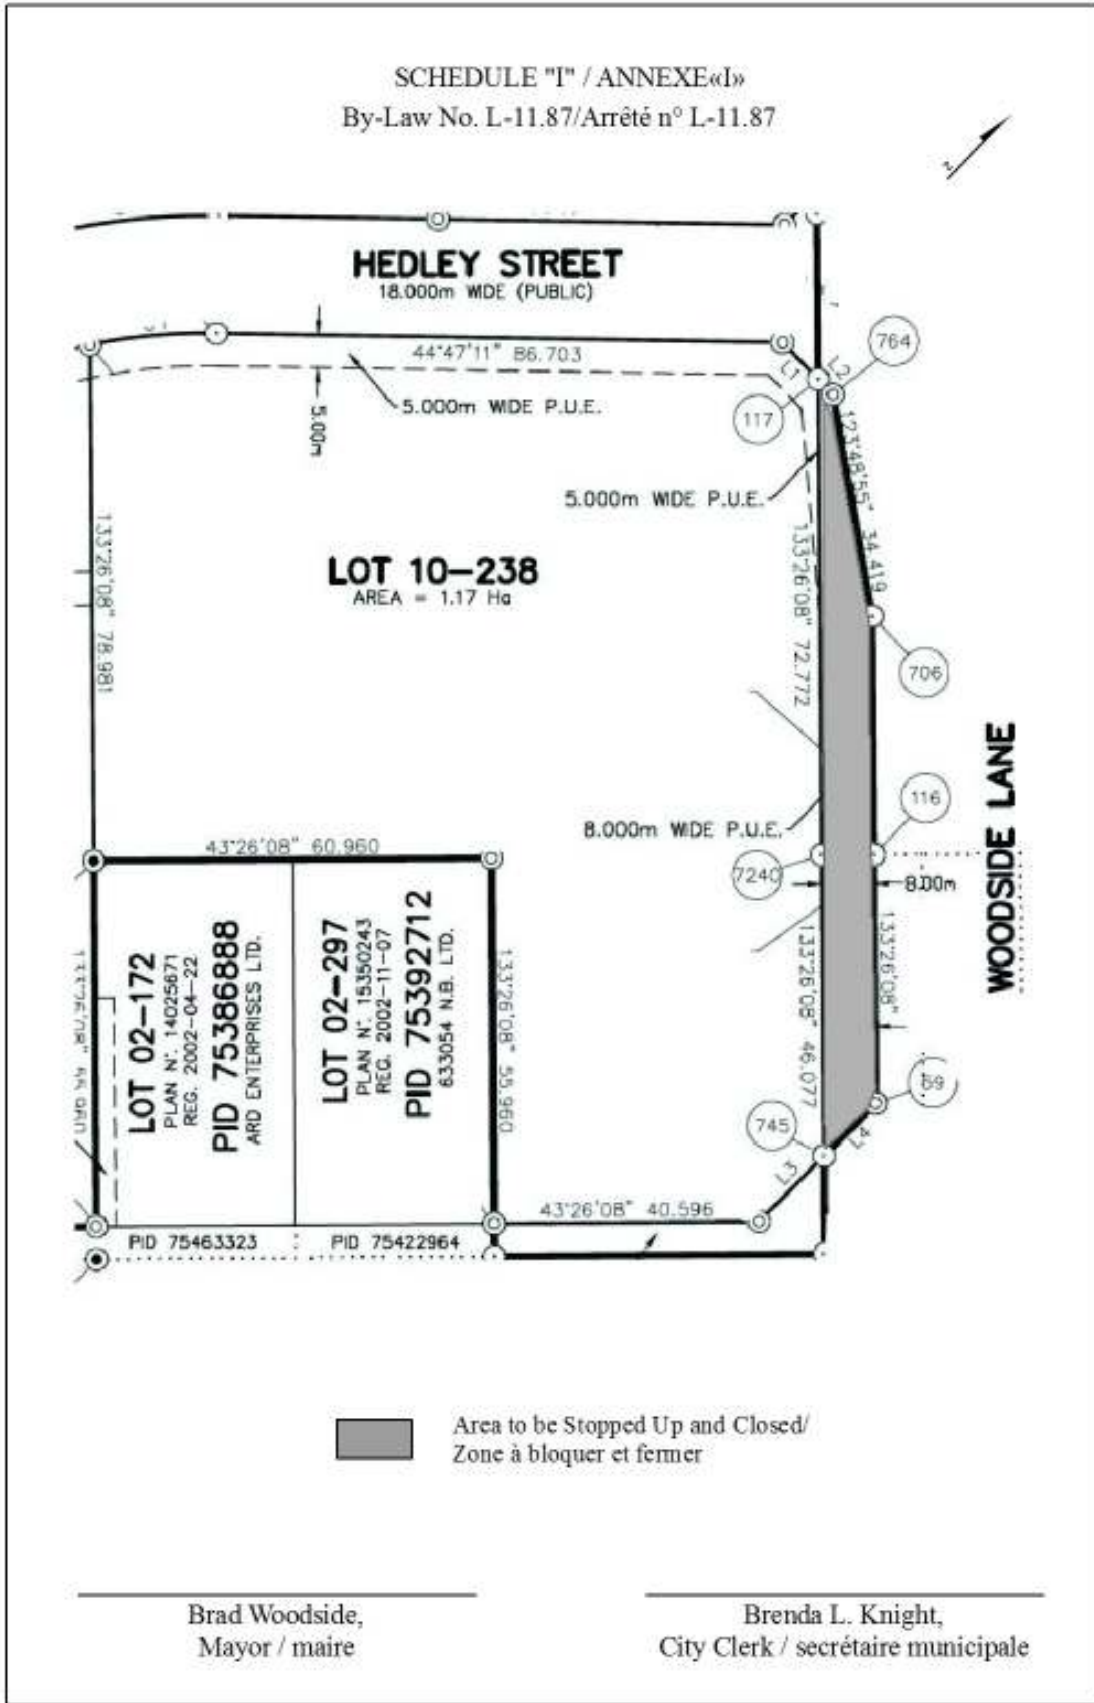 SCHEDULE "I" / ANNEXE«I»
By-Law No. L-11.87/Arrêté n° L-11.87
N
HEDLEY STREET
18.000m WIDE (PUBLIC)
44°47'11" 86.703
5.00m
5.000m WIDE P.U.E.
L1
L2
764
117
123°48'55" 34.419
5.000m WIDE P.U.E.
133°26'08" 78.981
LOT 10-238
AREA = 1.17 Ha
133°26'08" 72.772
706
WOODSIDE LANE
116
8.000m WIDE P.U.E.
7240
8.00m
43°26'08" 60.960
LOT 02-172
PLAN N°. 14025671
REG. 2002-04-22
PID 75386888
ARD ENTERPRISES LTD.
LOT 02-297
PLAN N°. 15350243
REG. 2002-11-07
PID 75392712
633054 N.B. LTD.
133°26'08" 55.960
133°26'08" 46.077
133°26'08"
59
745
L4
L3
43°26'08" 40.596
PID 75463323
PID 75422964
Area to be Stopped Up and Closed/
Zone à bloquer et fermer
Brad Woodside,
Mayor / maire
Brenda L. Knight,
City Clerk / secrétaire municipale